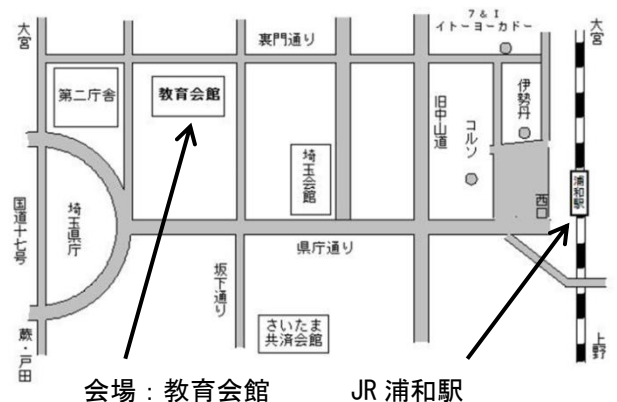 ７＆Ｉ
イトーヨーカドー
大宮
大宮
裏門通り
第二庁舎
教育会館
旧中山道
コルソ
伊勢丹
埼玉会館
浦和駅
西口
国道十七号
埼玉県庁
県庁通り
坂下通り
さいたま
共済会館
蕨・戸田
上野
会場：教育会館
JR 浦和駅